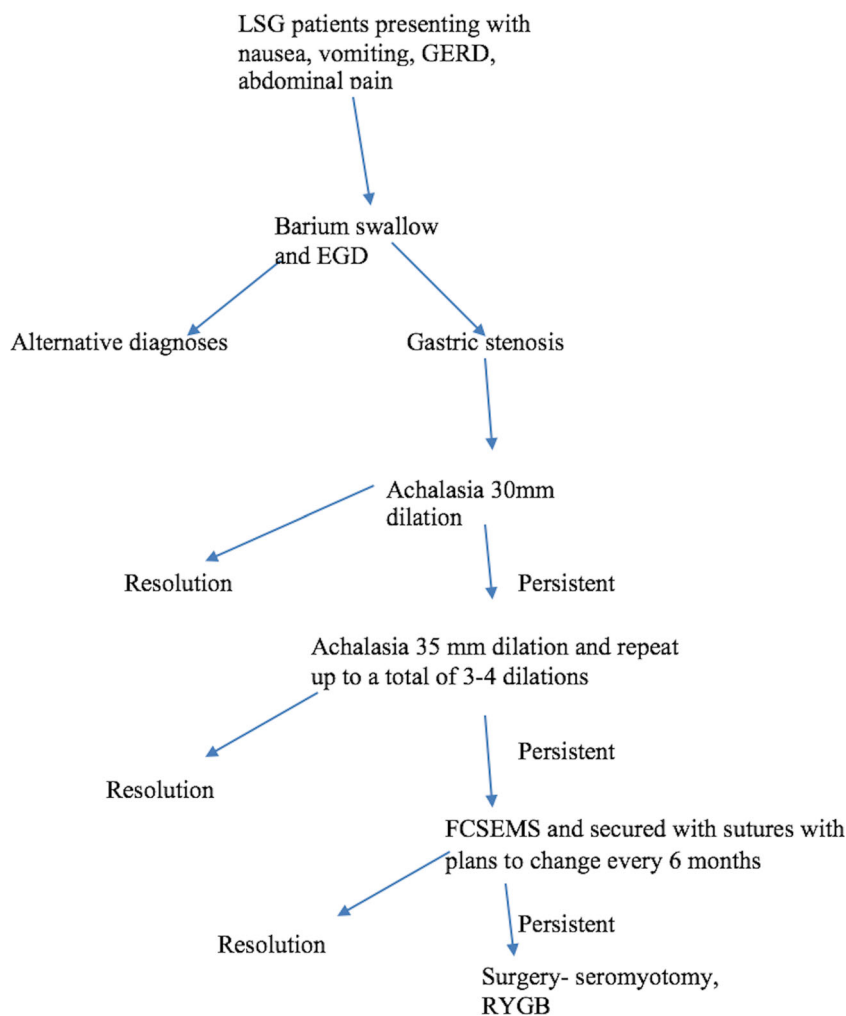 LSG patients presenting with
nausea, vomiting, GERD,
abdominal pain
Barium swallow
and EGD
Alternative diagnoses
Gastric stenosis
Achalasia 30mm
dilation
Resolution
Persistent
Achalasia 35 mm dilation and repeat
up to a total of 3-4 dilations
Persistent
Resolution
FCSEMS and secured with sutures with
plans to change every 6 months
Persistent
Resolution
Surgery- seromyotomy,
RYGB